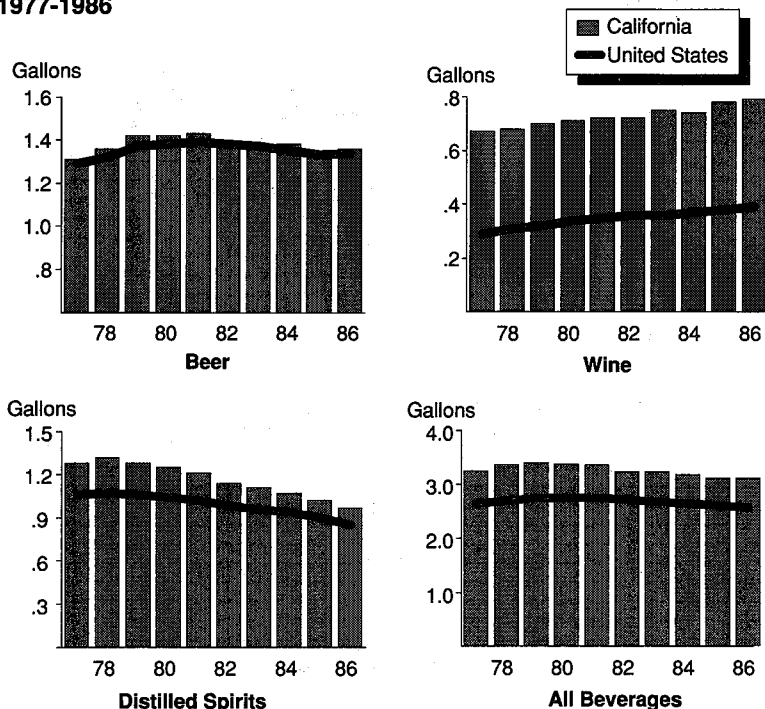 1977-1986
California
United States
Gallons
1.6
1.4
1.2
1.0
.8
78 80 82 84 86
Beer
Gallons
.8
.6
.4
.2
78 80 82 84 86
Wine
Gallons
1.5
1.2
.9
.6
.3
78 80 82 84 86
Distilled Spirits
Gallons
4.0
3.0
2.0
1.0
78 80 82 84 86
All Beverages